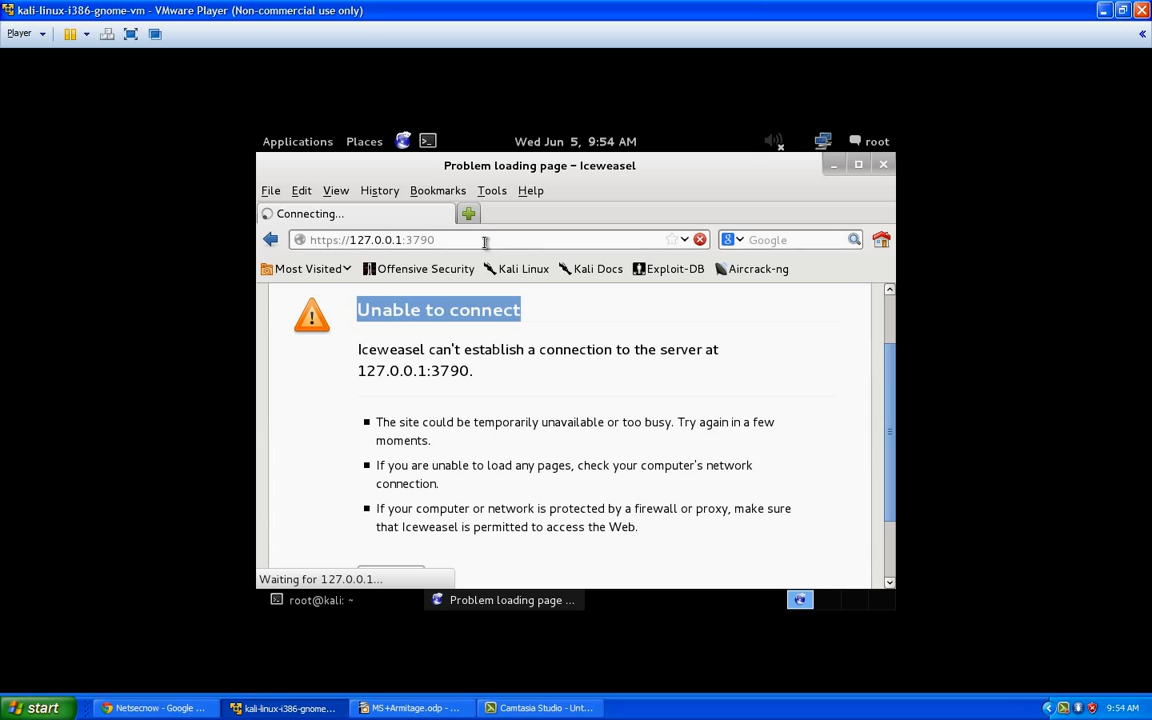 kali-linux-i386-gnome-vm - VMware Player (Non-commercial use only)
Player
Applications Places Wed Jun 5, 9:54 AM root
Problem loading page – Iceweasel
File Edit View History Bookmarks Tools Help
Connecting...
https://127.0.0.1:3790 Google
Most Visited Offensive Security Kali Linux Kali Docs Exploit-DB Aircrack-ng
Unable to connect
Iceweasel can't establish a connection to the server at
127.0.0.1:3790.
The site could be temporarily unavailable or too busy. Try again in a few
moments.
If you are unable to load any pages, check your computer's network
connection.
If your computer or network is protected by a firewall or proxy, make sure
that Iceweasel is permitted to access the Web.
Waiting for 127.0.0.1...
root@kali: ~ Problem loading page ...
start Netsecnow - Google ... kali-linux-i386-gnome... MS+Armitage.odp - ... Camtasia Studio - Unt... 9:54 AM